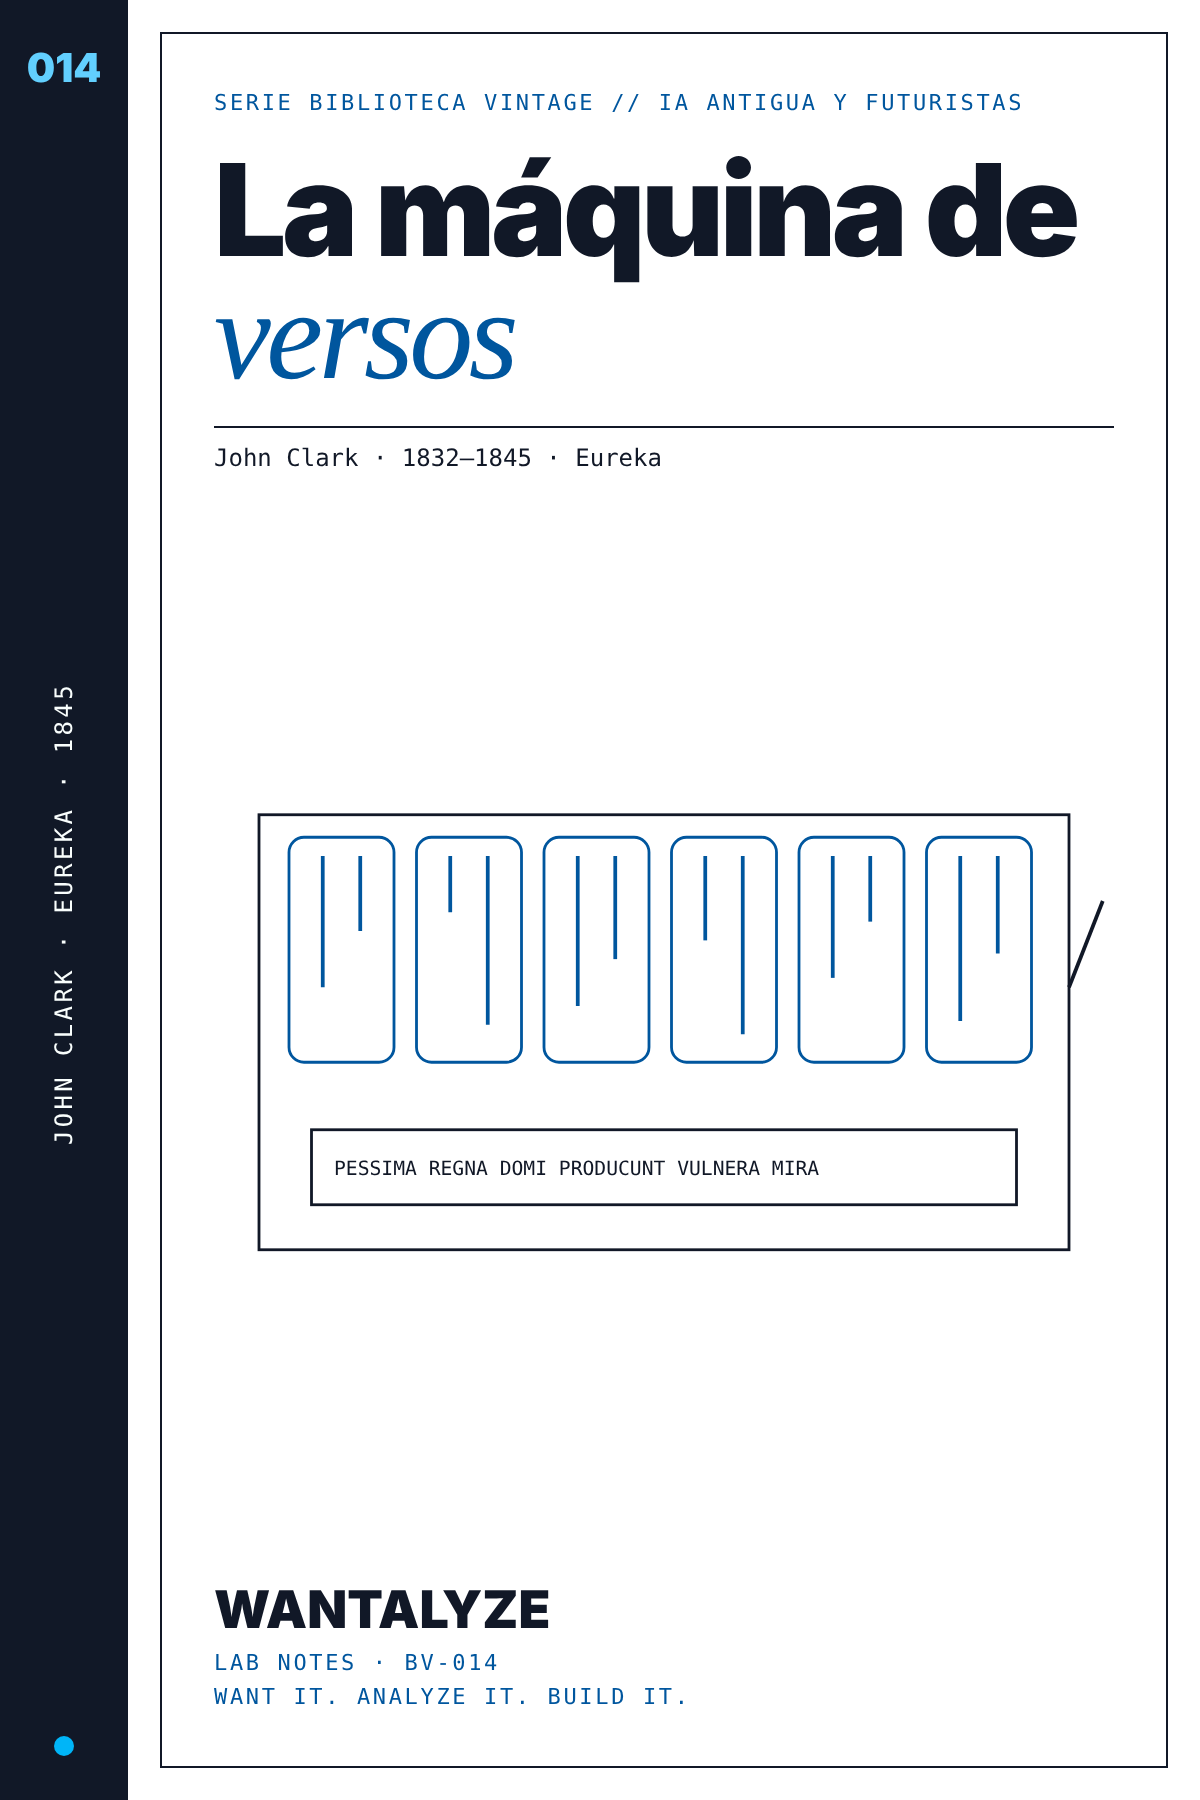 014
JOHN CLARK · EUREKA · 1845
SERIE BIBLIOTECA VINTAGE // IA ANTIGUA Y FUTURISTAS
La máquina de
versos
John Clark · 1832–1845 · Eureka
PESSIMA REGNA DOMI PRODUCUNT VULNERA MIRA
WANTALYZE
LAB NOTES · BV-014
WANT IT. ANALYZE IT. BUILD IT.